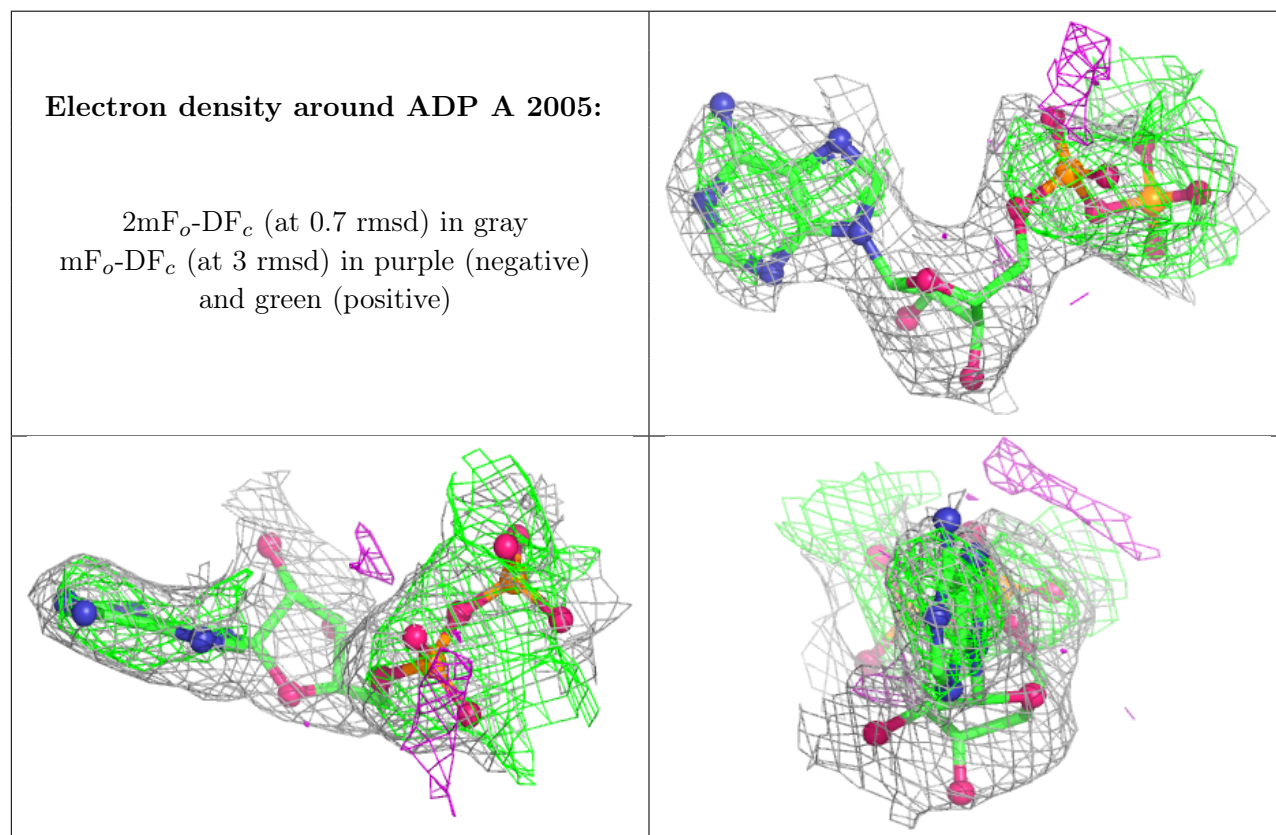 Electron density around ADP A 2005:
2mFₒ-DF𝒸 (at 0.7 rmsd) in gray
mFₒ-DF𝒸 (at 3 rmsd) in purple (negative)
and green (positive)